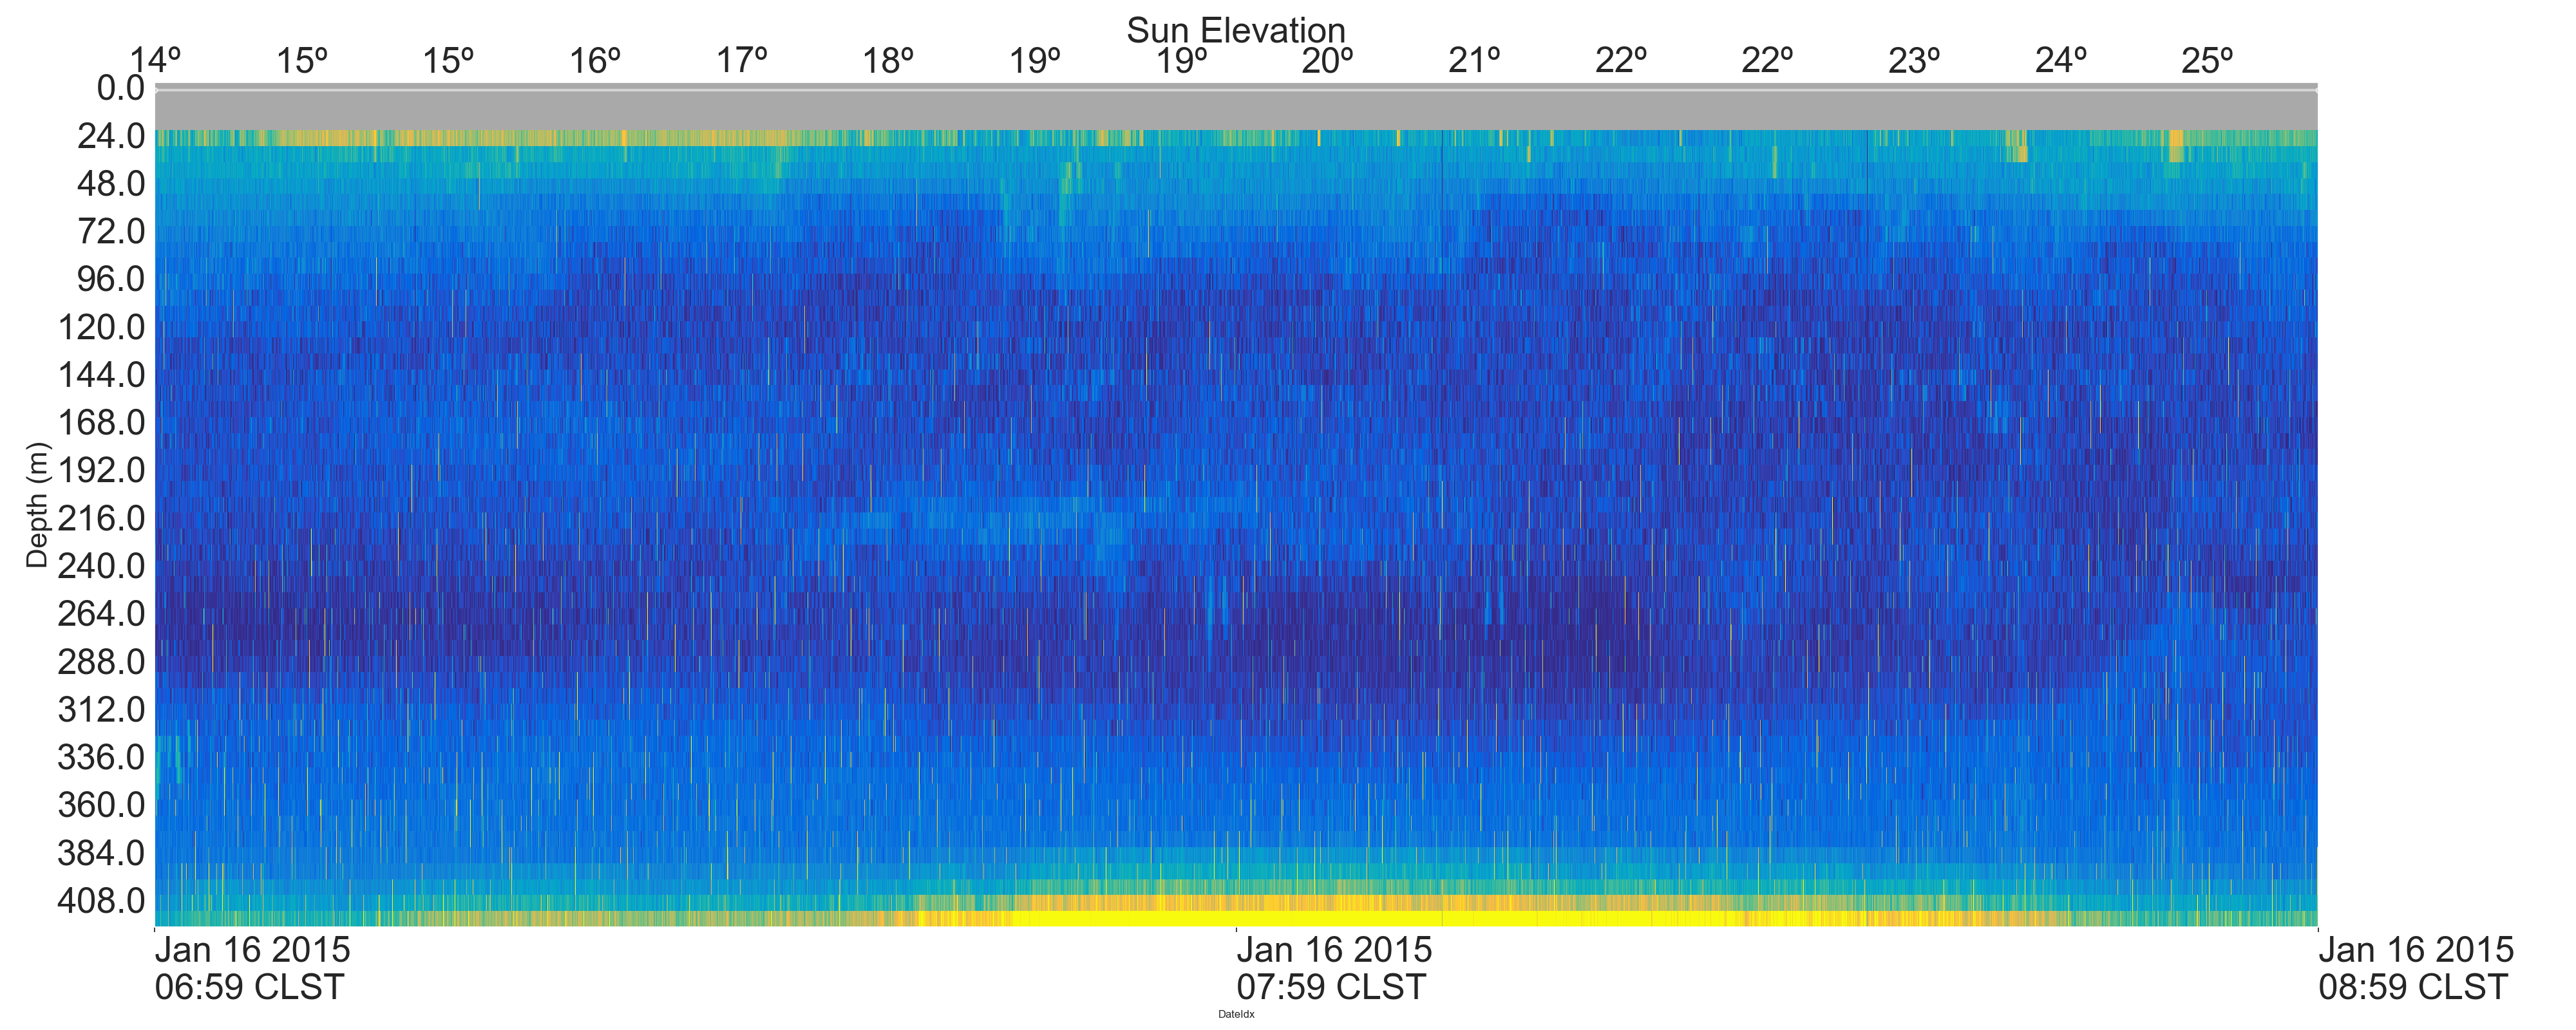 Sun Elevation
14º 15º 15º 16º 17º 18º 19º 19º 20º 21º 22º 22º 23º 24º 25º
0.0
24.0
48.0
72.0
96.0
120.0
144.0
168.0
192.0
216.0
240.0
264.0
288.0
312.0
336.0
360.0
384.0
408.0
Depth (m)
Jan 16 2015
06:59 CLST
Jan 16 2015
07:59 CLST
Jan 16 2015
08:59 CLST
DateIdx